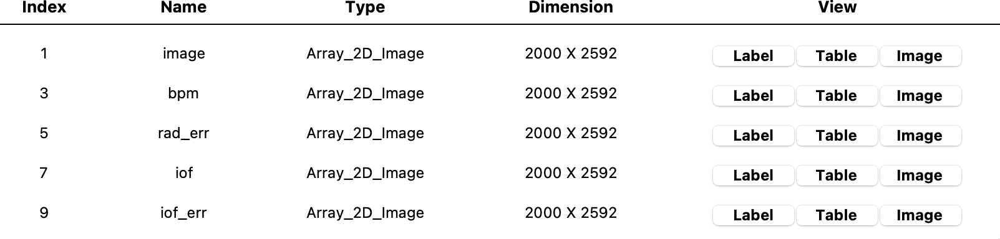 Index Name Type Dimension View
1 image Array_2D_Image 2000 X 2592 Label Table Image
3 bpm Array_2D_Image 2000 X 2592 Label Table Image
5 rad_err Array_2D_Image 2000 X 2592 Label Table Image
7 iof Array_2D_Image 2000 X 2592 Label Table Image
9 iof_err Array_2D_Image 2000 X 2592 Label Table Image